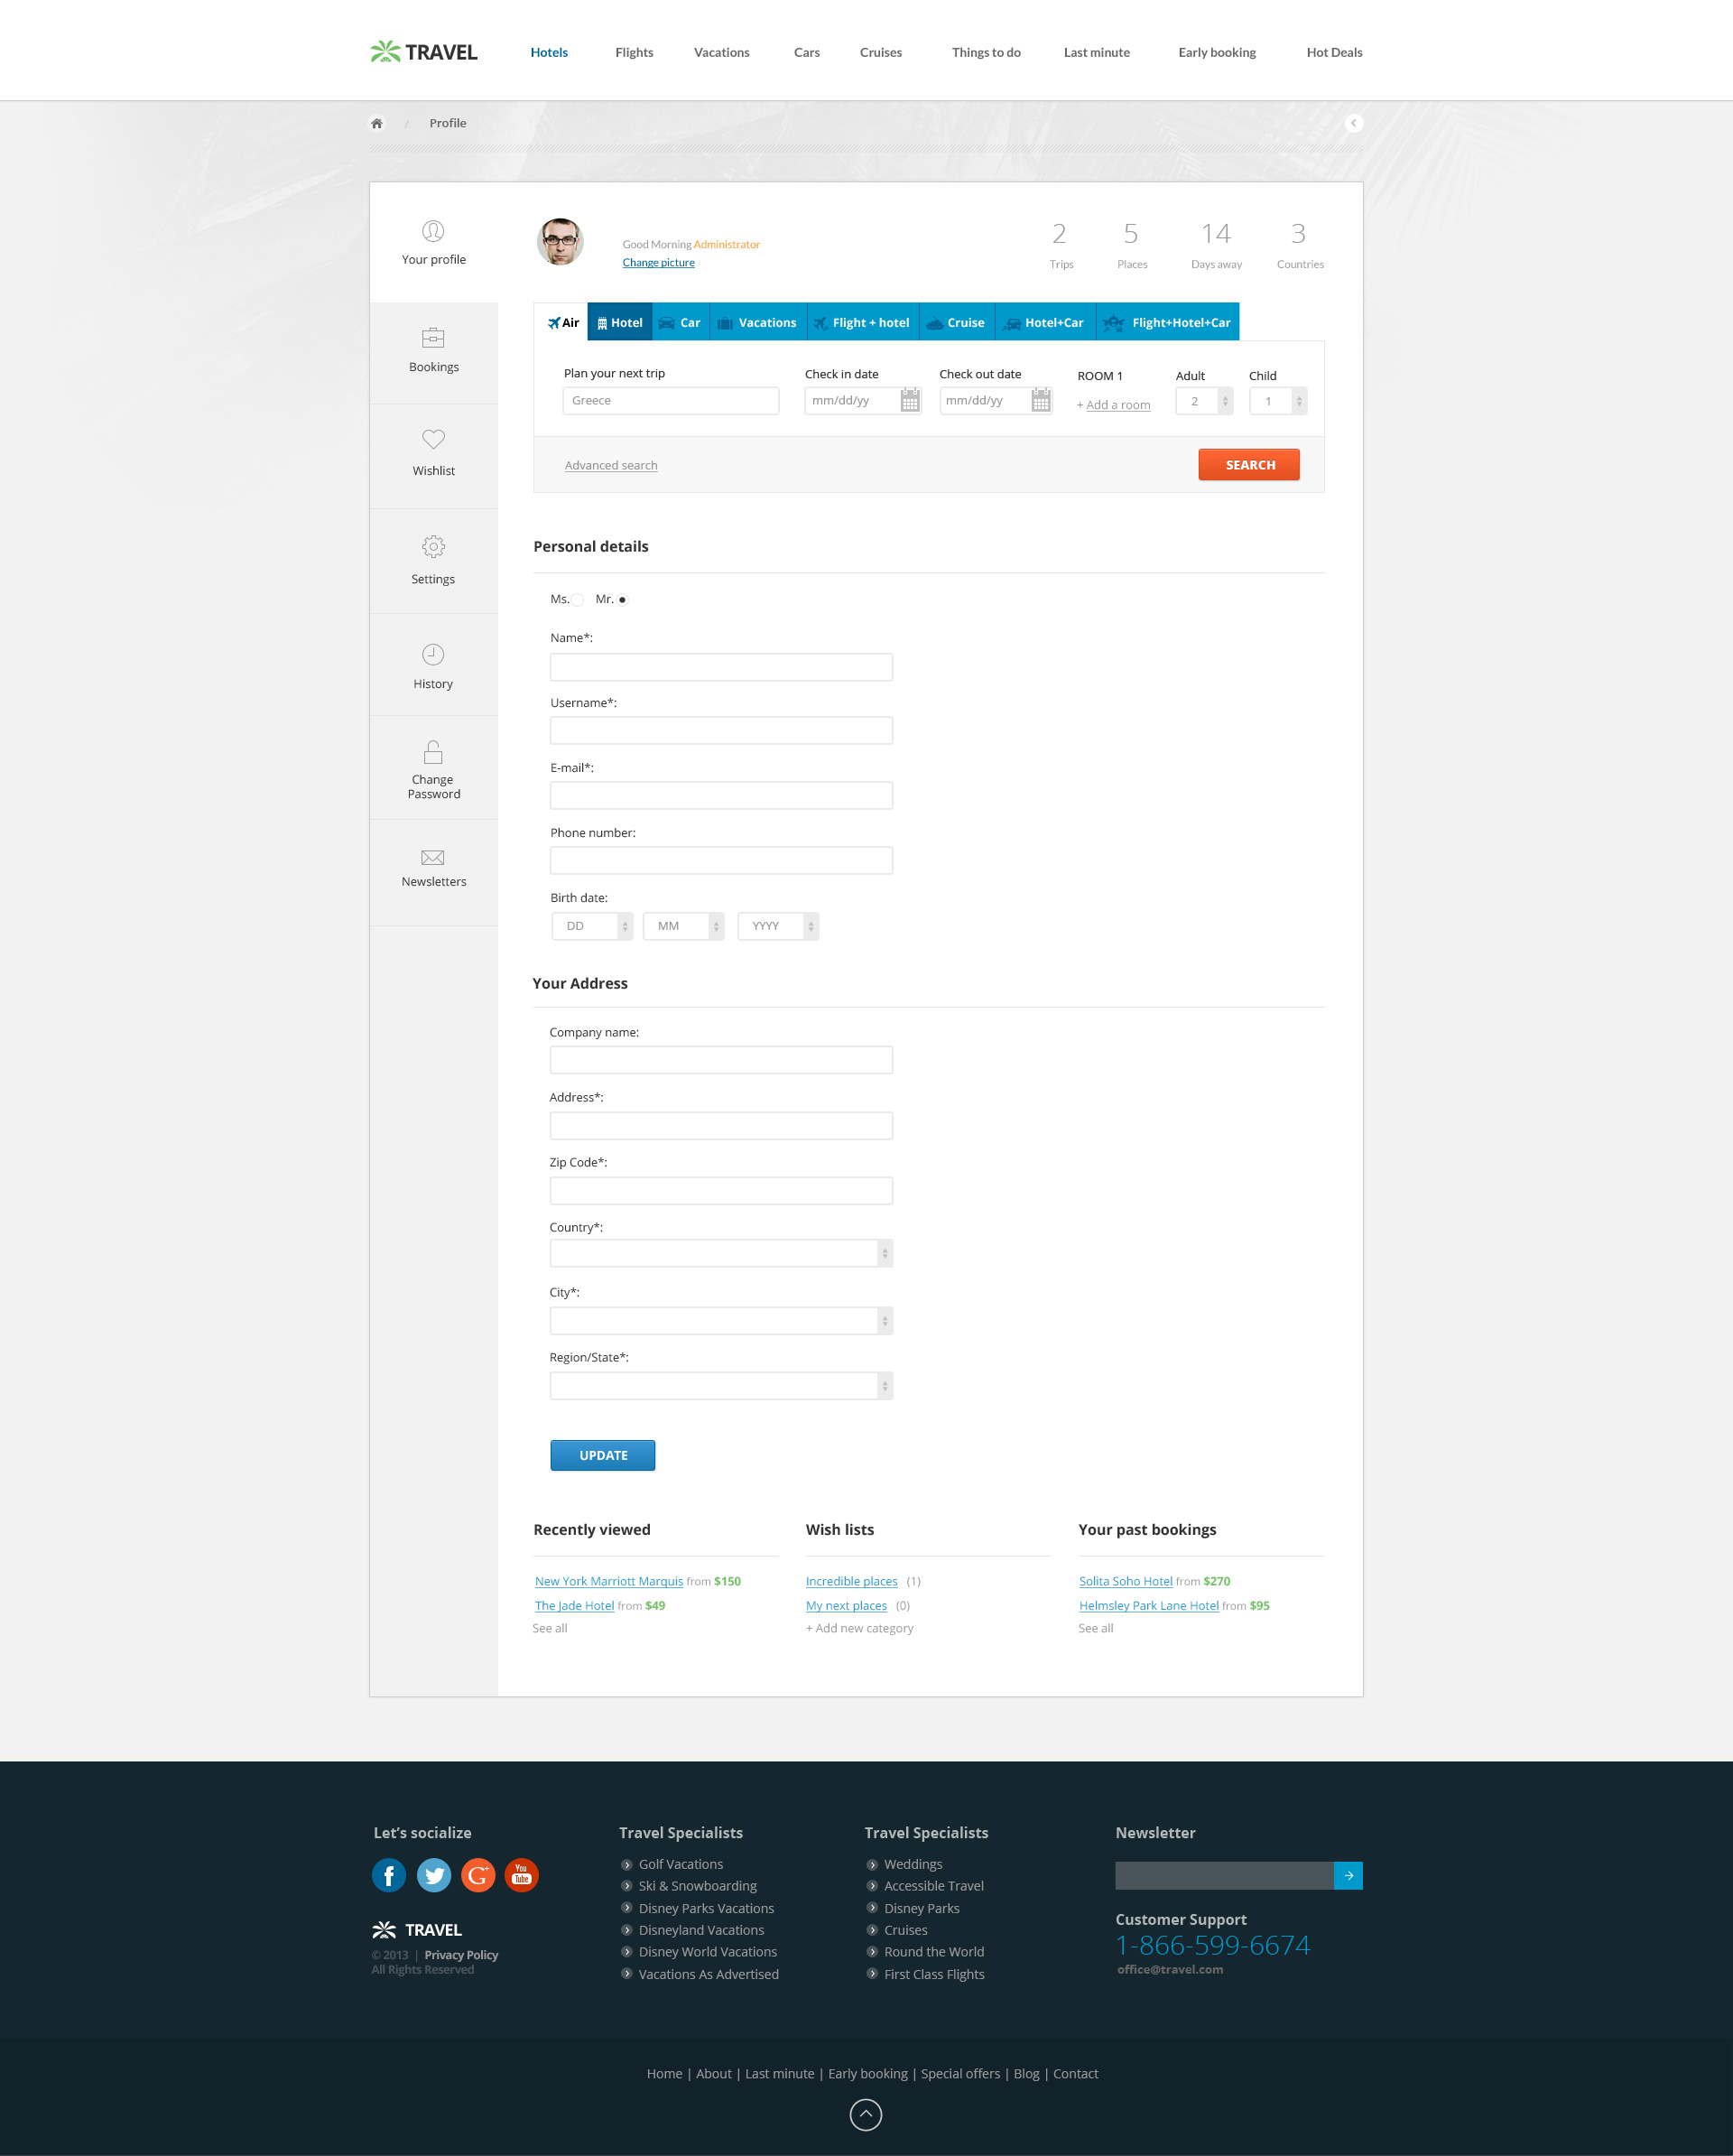 TRAVEL Hotels Flights Vacations Cars Cruises Things to do Last minute Early booking Hot Deals
/ Profile
Your profile
Good Morning Administrator
Change picture
2 5 14 3
Trips Places Days away Countries
Air Hotel Car Vacations Flight + hotel Cruise Hotel+Car Flight+Hotel+Car
Bookings
Plan your next trip Check in date Check out date ROOM 1 Adult Child
Greece mm/dd/yy mm/dd/yy + Add a room 2 1
Wishlist
Advanced search SEARCH
Settings
Personal details
Ms. Mr.
Name*:
History
Username*:
E-mail*:
Change
Password
Phone number:
Newsletters
Birth date:
DD MM YYYY
Your Address
Company name:
Address*:
Zip Code*:
Country*:
City*:
Region/State*:
UPDATE
Recently viewed Wish lists Your past bookings
New York Marriott Marquis from $150 Incredible places (1) Solita Soho Hotel from $270
The Jade Hotel from $49 My next places (0) Helmsley Park Lane Hotel from $95
See all + Add new category See all
Let's socialize
f G+ You Tube
TRAVEL
© 2013 | Privacy Policy
All Rights Reserved
Travel Specialists
Golf Vacations
Ski & Snowboarding
Disney Parks Vacations
Disneyland Vacations
Disney World Vacations
Vacations As Advertised
Travel Specialists
Weddings
Accessible Travel
Disney Parks
Cruises
Round the World
First Class Flights
Newsletter
Customer Support
1-866-599-6674
office@travel.com
Home | About | Last minute | Early booking | Special offers | Blog | Contact